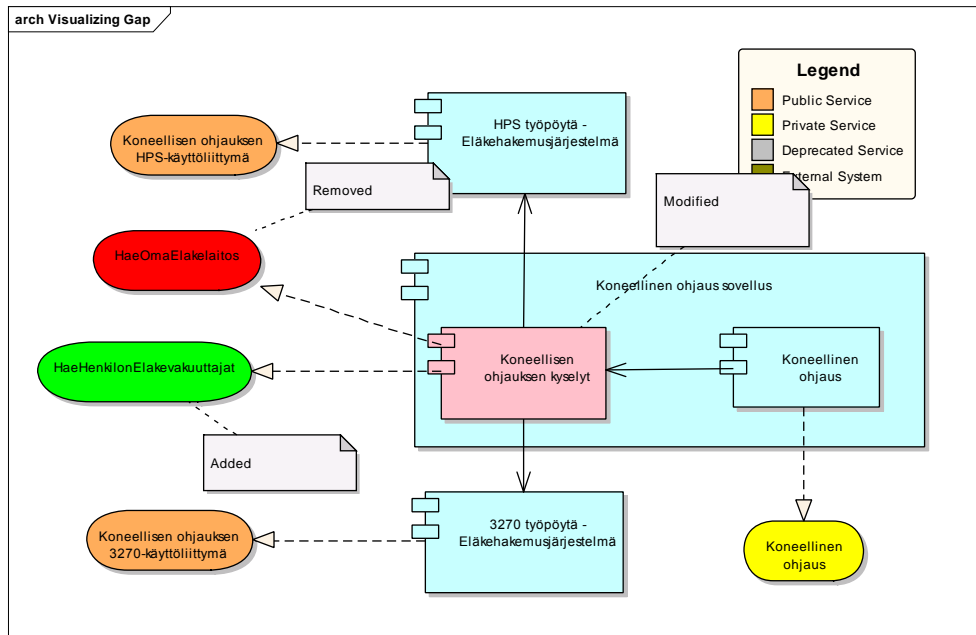 arch Visualizing Gap
Legend
Public Service
Private Service
Deprecated Service
External System
HPS työpöytä -
Eläkehakemusjärjestelmä
Koneellisen ohjauksen
HPS-käyttöliittymä
Removed
Modified
HaeOmaElakelaitos
Koneellinen ohjaus sovellus
Koneellisen
ohjauksen kyselyt
Koneellinen
ohjaus
HaeHenkilonElakevakuuttajat
Added
3270 työpöytä -
Eläkehakemusjärjestelmä
Koneellisen ohjauksen
3270-käyttöliittymä
Koneellinen
ohjaus